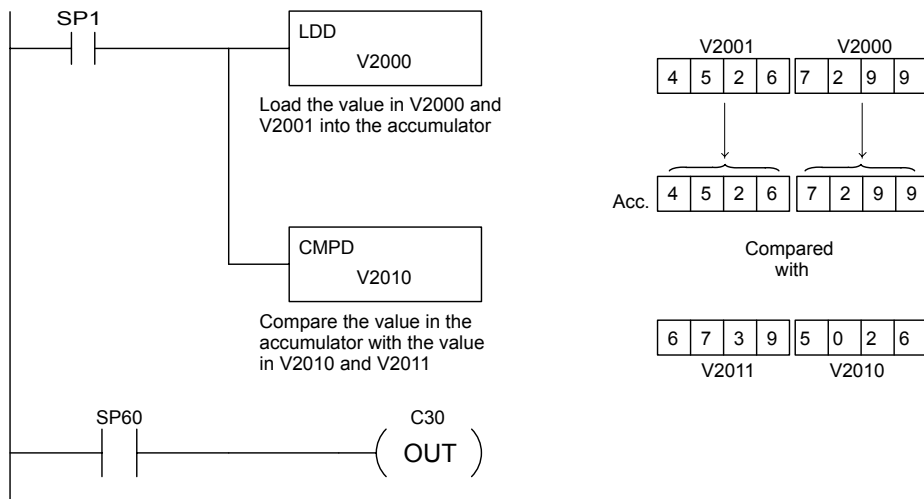 SP1
LDD
V2000
Load the value in V2000 and
V2001 into the accumulator
CMPD
V2010
Compare the value in the
accumulator with the value
in V2010 and V2011
SP60
C30
OUT
V2001 V2000
4 5 2 6 7 2 9 9
Acc. 4 5 2 6 7 2 9 9
Compared
with
6 7 3 9 5 0 2 6
V2011 V2010